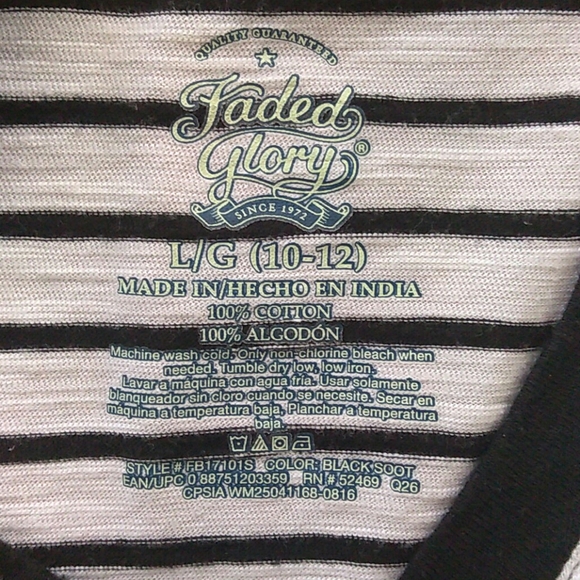 QUALITY GUARANTEED
Faded
Glory®
SINCE 1972
L/G (10-12)
MADE IN/HECHO EN INDIA
100% COTTON
100% ALGODÓN
Machine wash cold. Only non-chlorine bleach when
needed. Tumble dry low, low iron.
Lavar a máquina con agua fría. Usar solamente
blanqueador sin cloro cuando se necesite. Secar en
máquina a temperatura baja. Planchar a temperatura
baja.
STYLE # FB17101S COLOR: BLACK SOOT
EAN/UPC 0 88751203359 RN # 52469 Q26
CPSIA WM25041168-0816